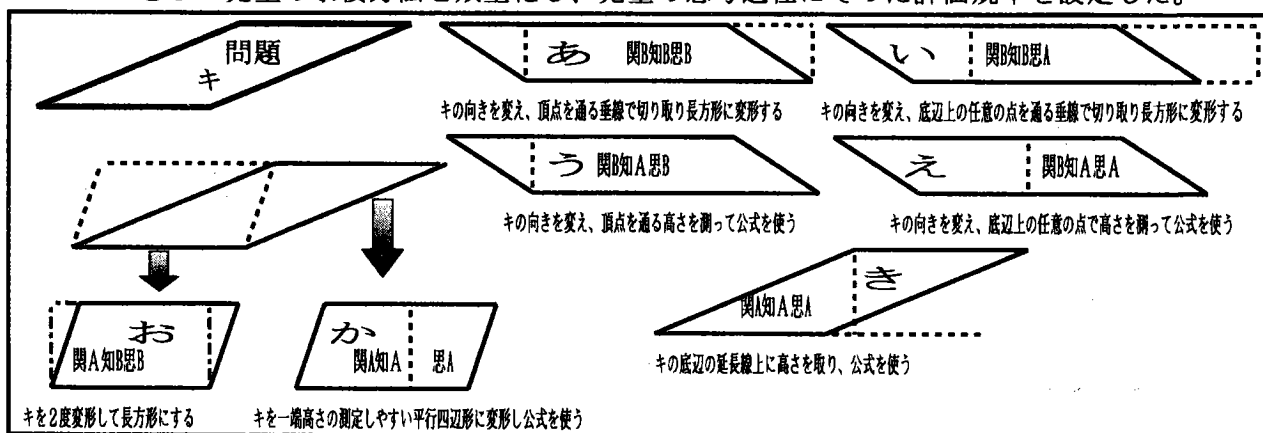 問題
キ
あ 関B知B思B
い 関B知B思A
キの向きを変え、頂点を通る垂線で切り取り長方形に変形する
キの向きを変え、底辺上の任意の点を通る垂線で切り取り長方形に変形する
う 関B知A思B
え 関B知A思A
キの向きを変え、頂点を通る高さを測って公式を使う
キの向きを変え、底辺上の任意の点で高さを測って公式を使う
お
関A知B思B
か
関A知A 思A
き
関A知A思A
キの底辺の延長線上に高さを取り、公式を使う
キを2度変形して長方形にする
キを一端高さの測定しやすい平行四辺形に変形し公式を使う